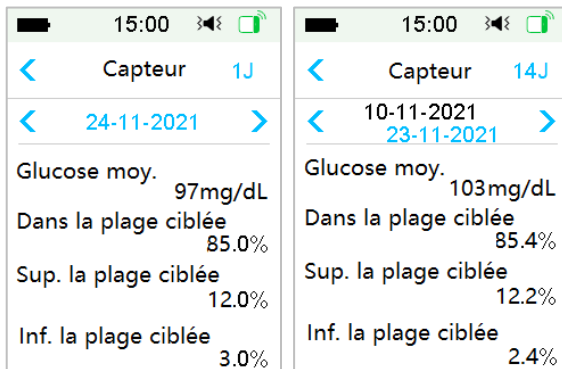 15:00
Capteur 1J
24-11-2021
Glucose moy.
97mg/dL
Dans la plage ciblée
85.0%
Sup. la plage ciblée
12.0%
Inf. la plage ciblée
3.0%
15:00
Capteur 14J
10-11-2021
23-11-2021
Glucose moy.
103mg/dL
Dans la plage ciblée
85.4%
Sup. la plage ciblée
12.2%
Inf. la plage ciblée
2.4%